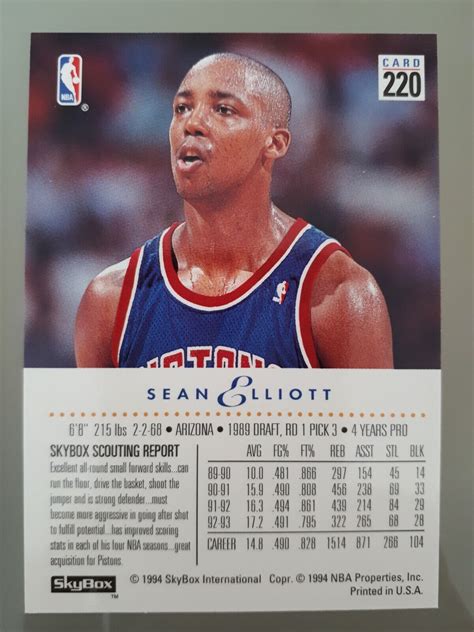 CARD
220
NBA
®
SEAN ELLIOTT
6'8" 215 lbs 2-2-68 • ARIZONA • 1989 DRAFT, RD 1 PICK 3 • 4 YEARS PRO
SKYBOX SCOUTING REPORT
Excellent all-round small forward skills...can
run the floor, drive the basket, shoot the
jumper and is strong defender...must
become more aggressive in going after shot
to fulfill potential...has improved scoring
stats in each of his four NBA seasons...great
acquisition for Pistons.
AVG FG% FT% REB ASST STL BLK
89-90 10.0 .481 .866 297 154 45 14
90-91 15.9 .490 .808 456 238 69 33
91-92 16.3 .494 .861 439 214 84 29
92-93 17.2 .491 .795 322 265 68 28
CAREER 14.8 .490 .828 1514 871 266 104
SkyBox
™
© 1994 SkyBox International Copr. © 1994 NBA Properties, Inc.
Printed in U.S.A.